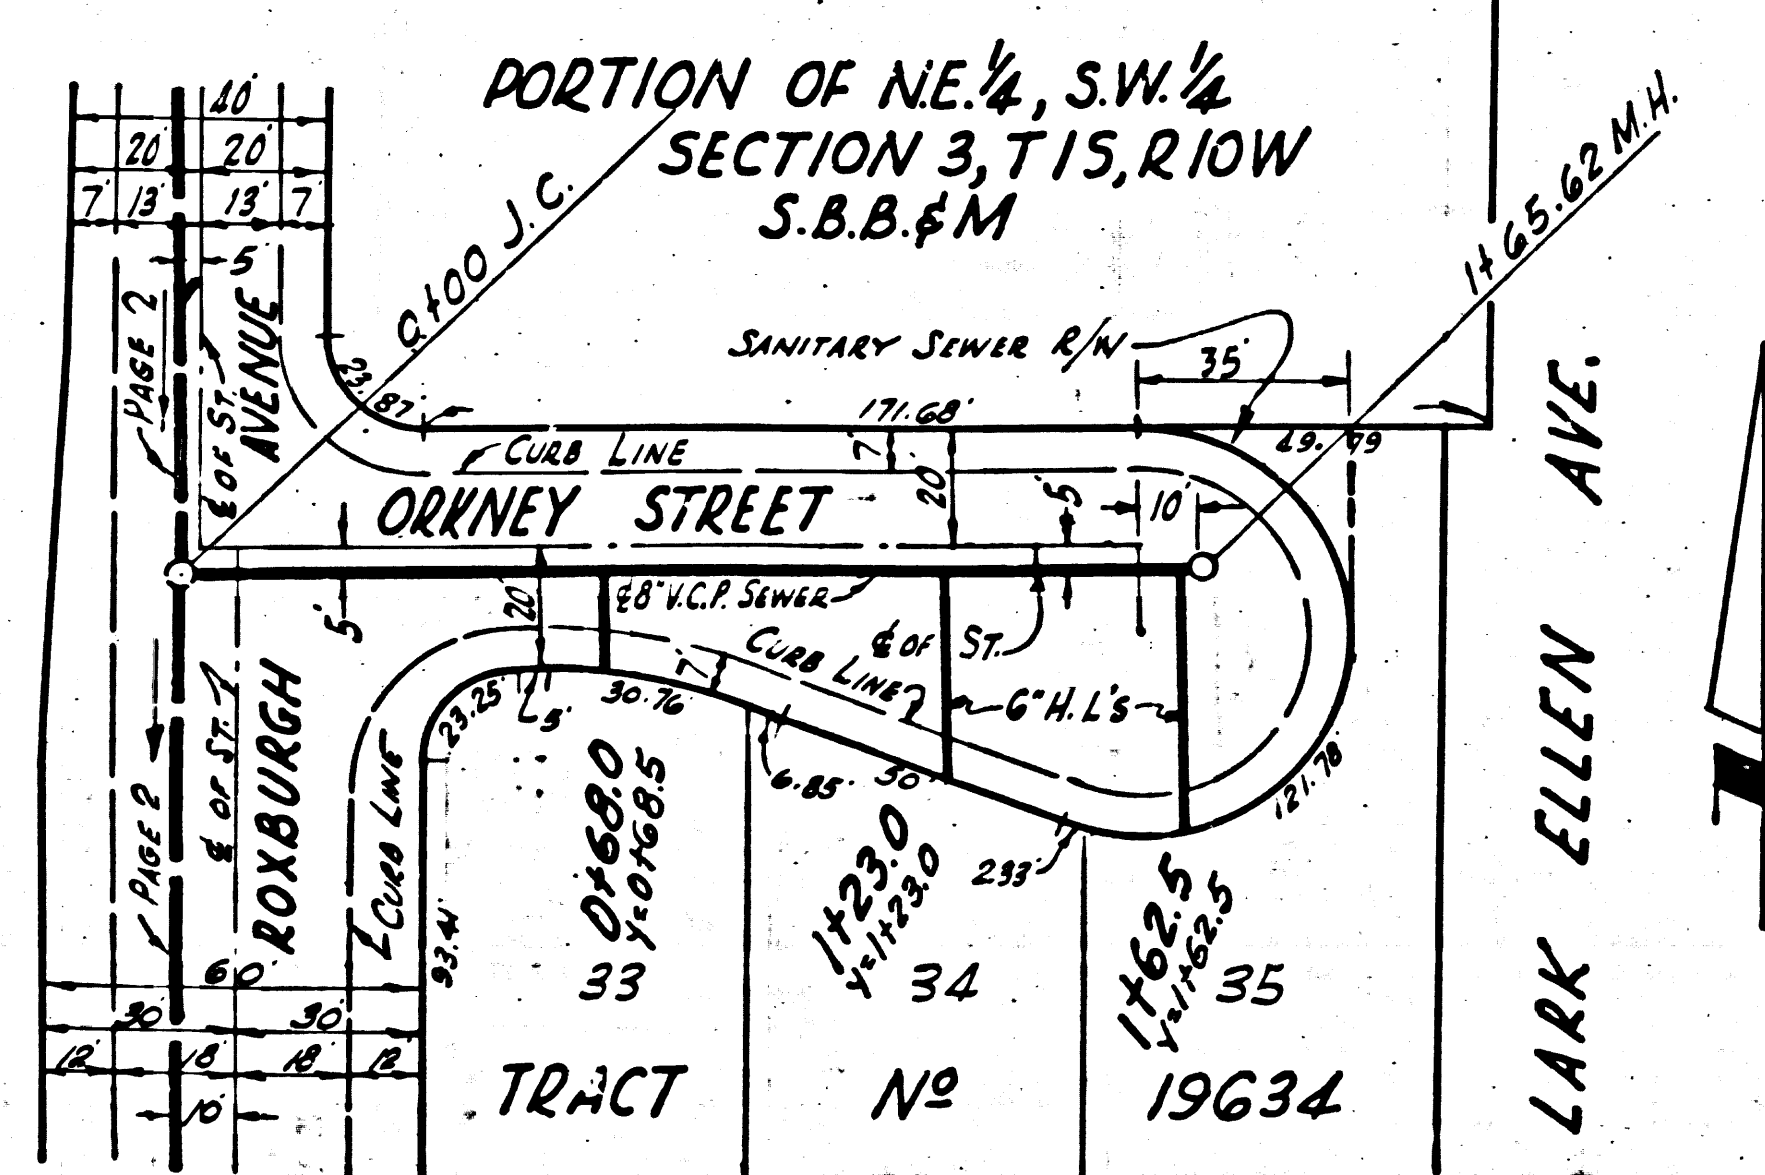 PORTION OF N.E.¼, S.W.¼
SECTION 3, T 1 S, R 10 W
S.B.B.&M
40'
20' 20'
7' 13' 13' 7'
5'
PAGE 2
℄ OF ST.
AVENUE
0+00 J.C.
1+65.62 M.H.
SANITARY SEWER R/W
35'
23.87'
171.68'
49.79
CURB LINE
7'
20'
5'
10'
ORKNEY STREET
5'
20'
℄ 8" V.C.P. SEWER
CURB LINE
7'
℄ OF ST.
6" H.L'S
23.25'
5'
30.76'
6.85'
50'
233'
121.78'
PAGE 2
℄ OF ST.
ROXBURGH
CURB LINE
93.41'
0+68.0
Y=0+68.5
33
1+23.0
Y=1+23.0
34
1+62.5
Y=1+62.5
35
60'
30' 30'
12' 18' 18' 12'
10'
TRACT Nº 19634
LARK ELLEN AVE.